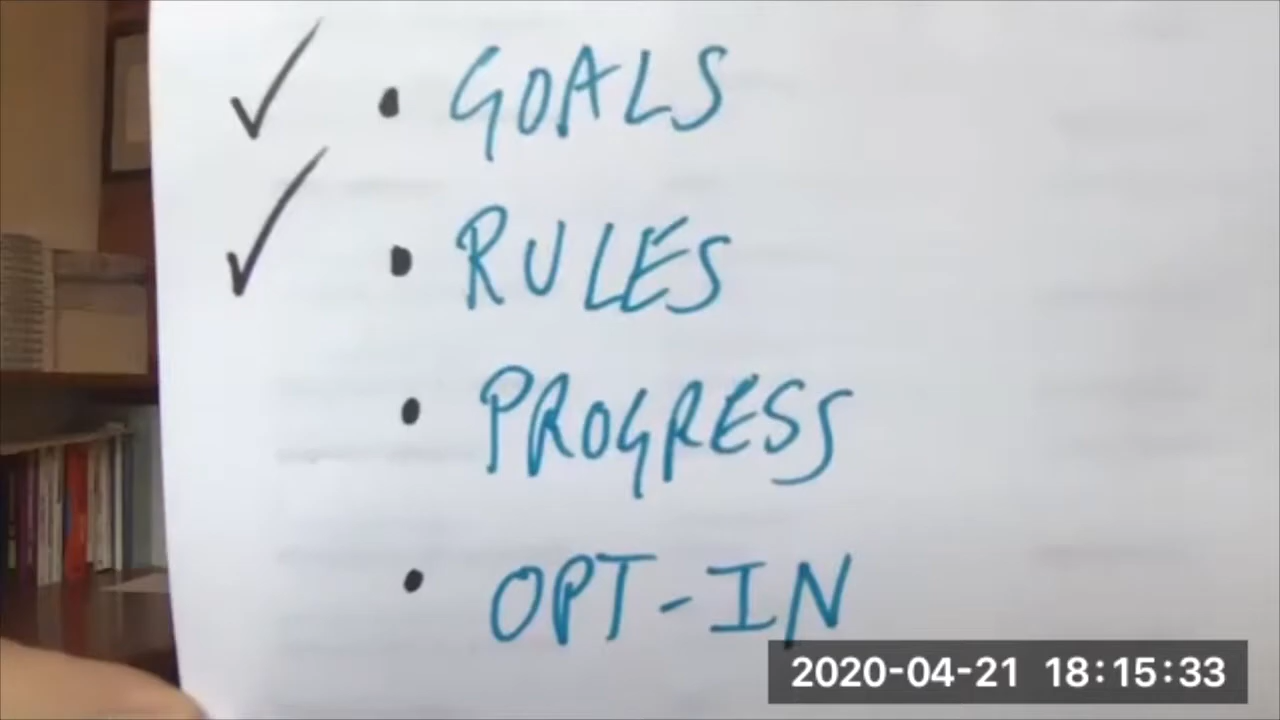 ✓ • GOALS
✓ • RULES
• PROGRESS
• OPT-IN
2020-04-21 18:15:33